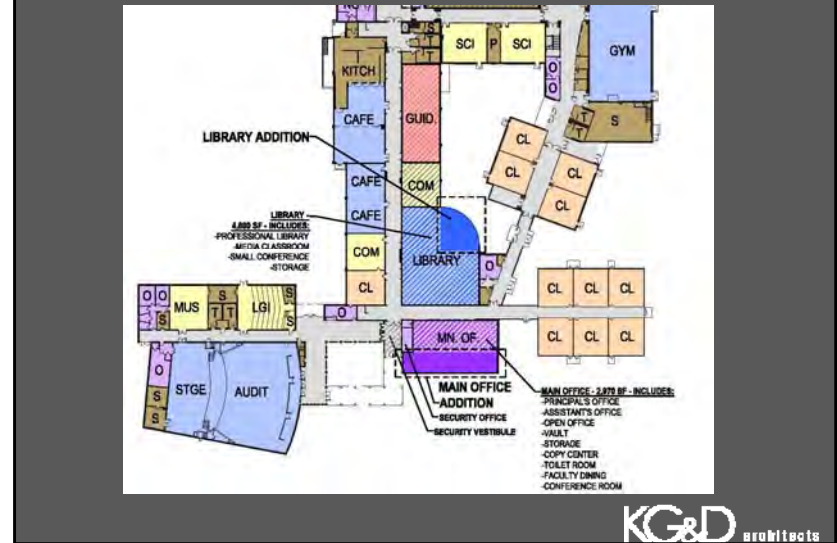 SCI
P
SCI
GYM
S
T
T
KITCH
O
O
CAFE
GUID.
T
T
S
CL
LIBRARY ADDITION
CL
CL
CAFE
COM
CL
CL
LIBRARY
4,800 SF - INCLUDES:
-PROFESSIONAL LIBRARY
-MEDIA CLASSROOM
-SMALL CONFERENCE
-STORAGE
CAFE
COM
LIBRARY
O
CL
CL
CL
CL
O
O
MUS
S
S
T
T
LGI
S
S
O
MN. OF.
CL
CL
CL
O
STGE
AUDIT
S
S
MAIN OFFICE
ADDITION
SECURITY OFFICE
SECURITY VESTIBULE
MAIN OFFICE - 2,970 SF - INCLUDES:
-PRINCIPAL'S OFFICE
-ASSISTANT'S OFFICE
-OPEN OFFICE
-VAULT
-STORAGE
-COPY CENTER
-TOILET ROOM
-FACULTY DINING
-CONFERENCE ROOM
KG&D architects